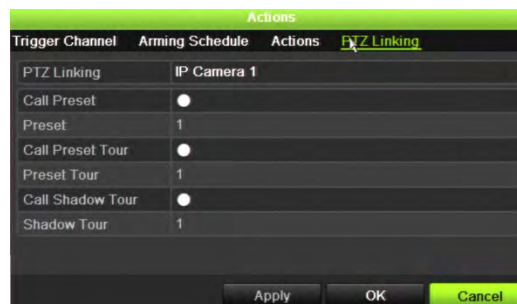 Actions
Trigger Channel Arming Schedule Actions PTZ Linking
PTZ Linking IP Camera 1
Call Preset
Preset 1
Call Preset Tour
Preset Tour 1
Call Shadow Tour
Shadow Tour 1
Apply OK Cancel